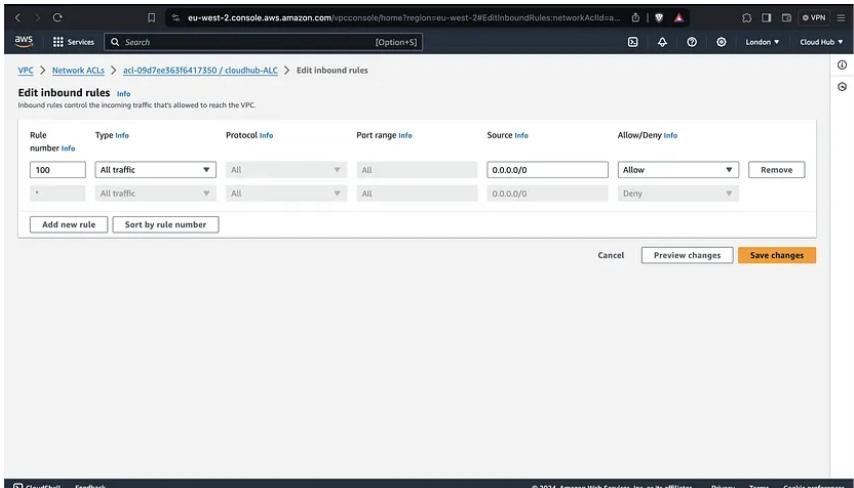 eu-west-2.console.aws.amazon.com/vpcconsole/home?region=eu-west-2#EditInboundRules:networkAclId=a... VPN
aws Services Search [Option+S] London Cloud Hub
VPC > Network ACLs > acl-09d7ee363f6417350 / cloudhub-ALC > Edit inbound rules
Edit inbound rules Info
Inbound rules control the incoming traffic that's allowed to reach the VPC.
Rule number Info Type Info Protocol Info Port range Info Source Info Allow/Deny Info
100 All traffic All All 0.0.0.0/0 Allow Remove
* All traffic All All 0.0.0.0/0 Deny
Add new rule Sort by rule number
Cancel Preview changes Save changes
CloudShell Feedback © 2024, Amazon Web Services, Inc. or its affiliates. Privacy Terms Cookie preferences